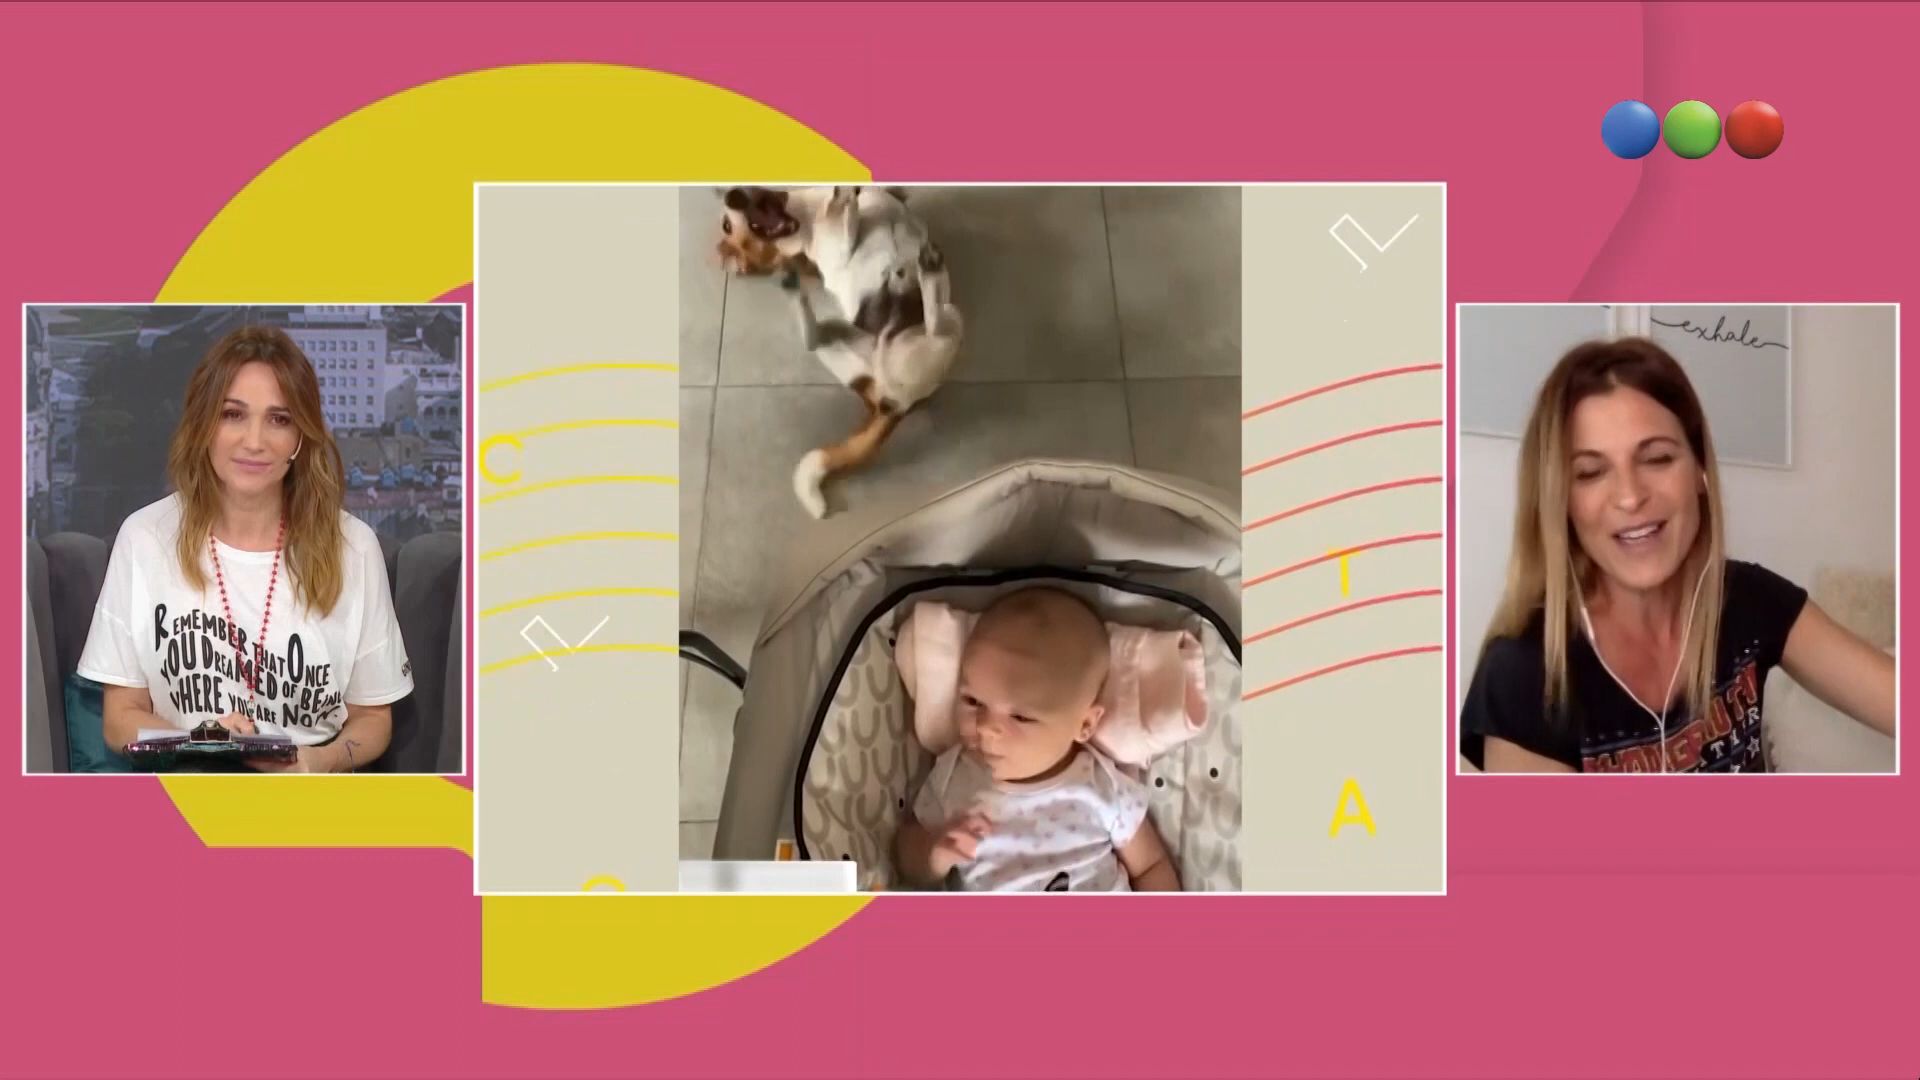 REMEMBER THAT ONCE
YOU DREAMED OF BEING
WHERE YOU ARE NOW
exhale
C
T
A